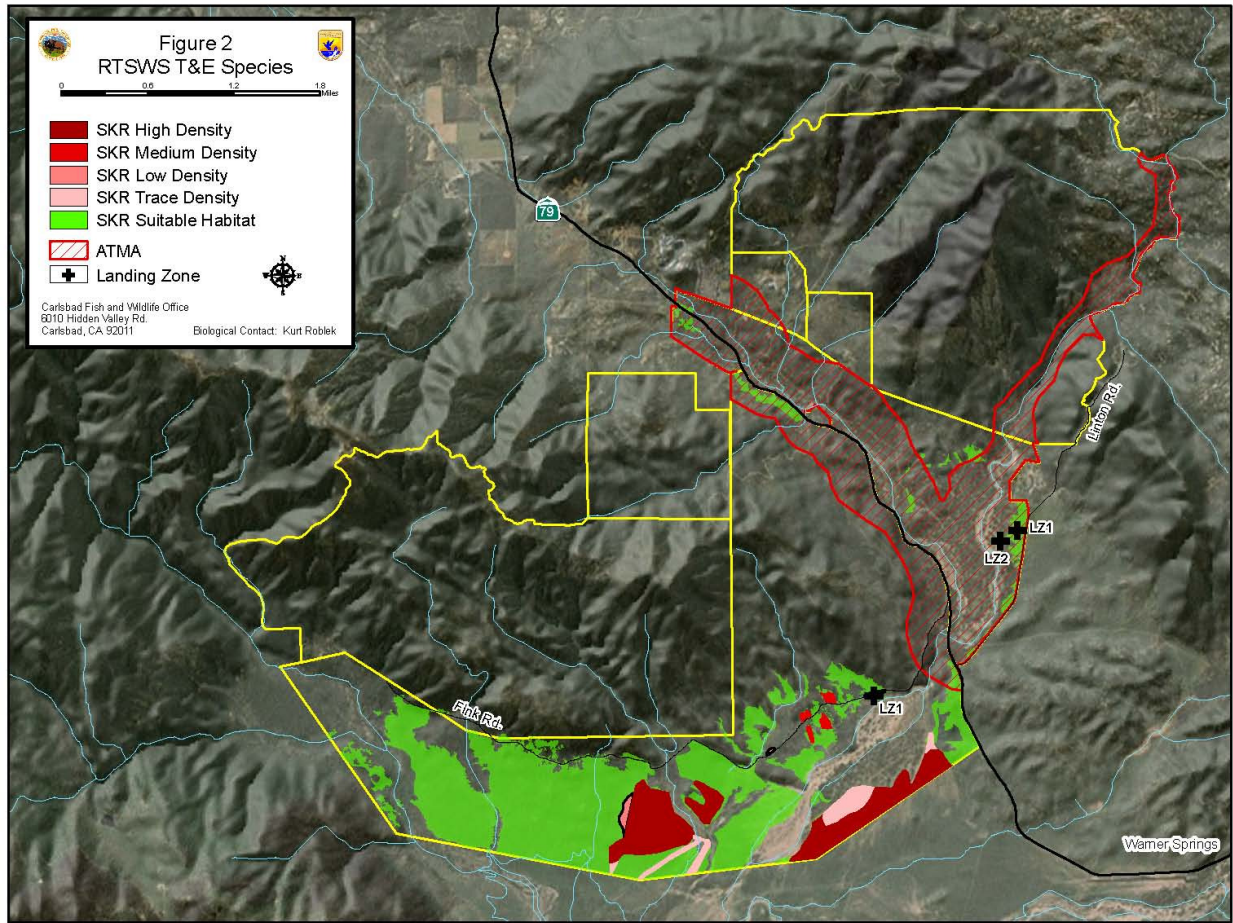 Figure 2
RTSWS T&E Species
0 0.6 1.2 1.8
Miles
SKR High Density
SKR Medium Density
SKR Low Density
SKR Trace Density
SKR Suitable Habitat
ATMA
Landing Zone
N
W E
S
Carlsbad Fish and Wildlife Office
6010 Hidden Valley Rd.
Carlsbad, CA 92011 Biological Contact: Kurt Roblek
79
Linton Rd.
LZ1
LZ2
Fink Rd.
LZ1
Warner Springs